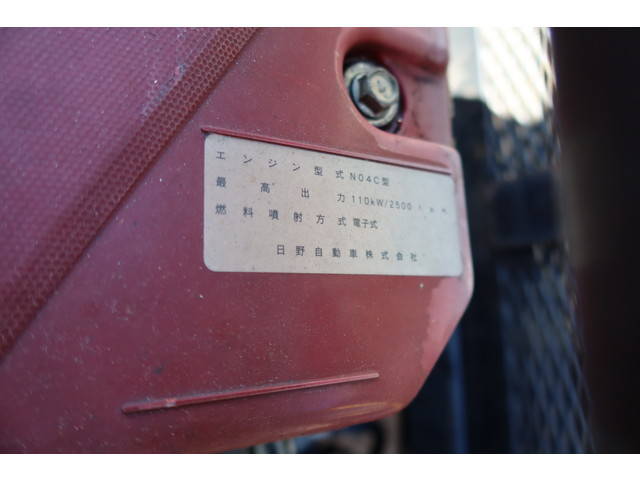 エンジン型式 N04C型
最高出力 110kW/2500
燃料噴射方式 電子式
日野自動車株式会社